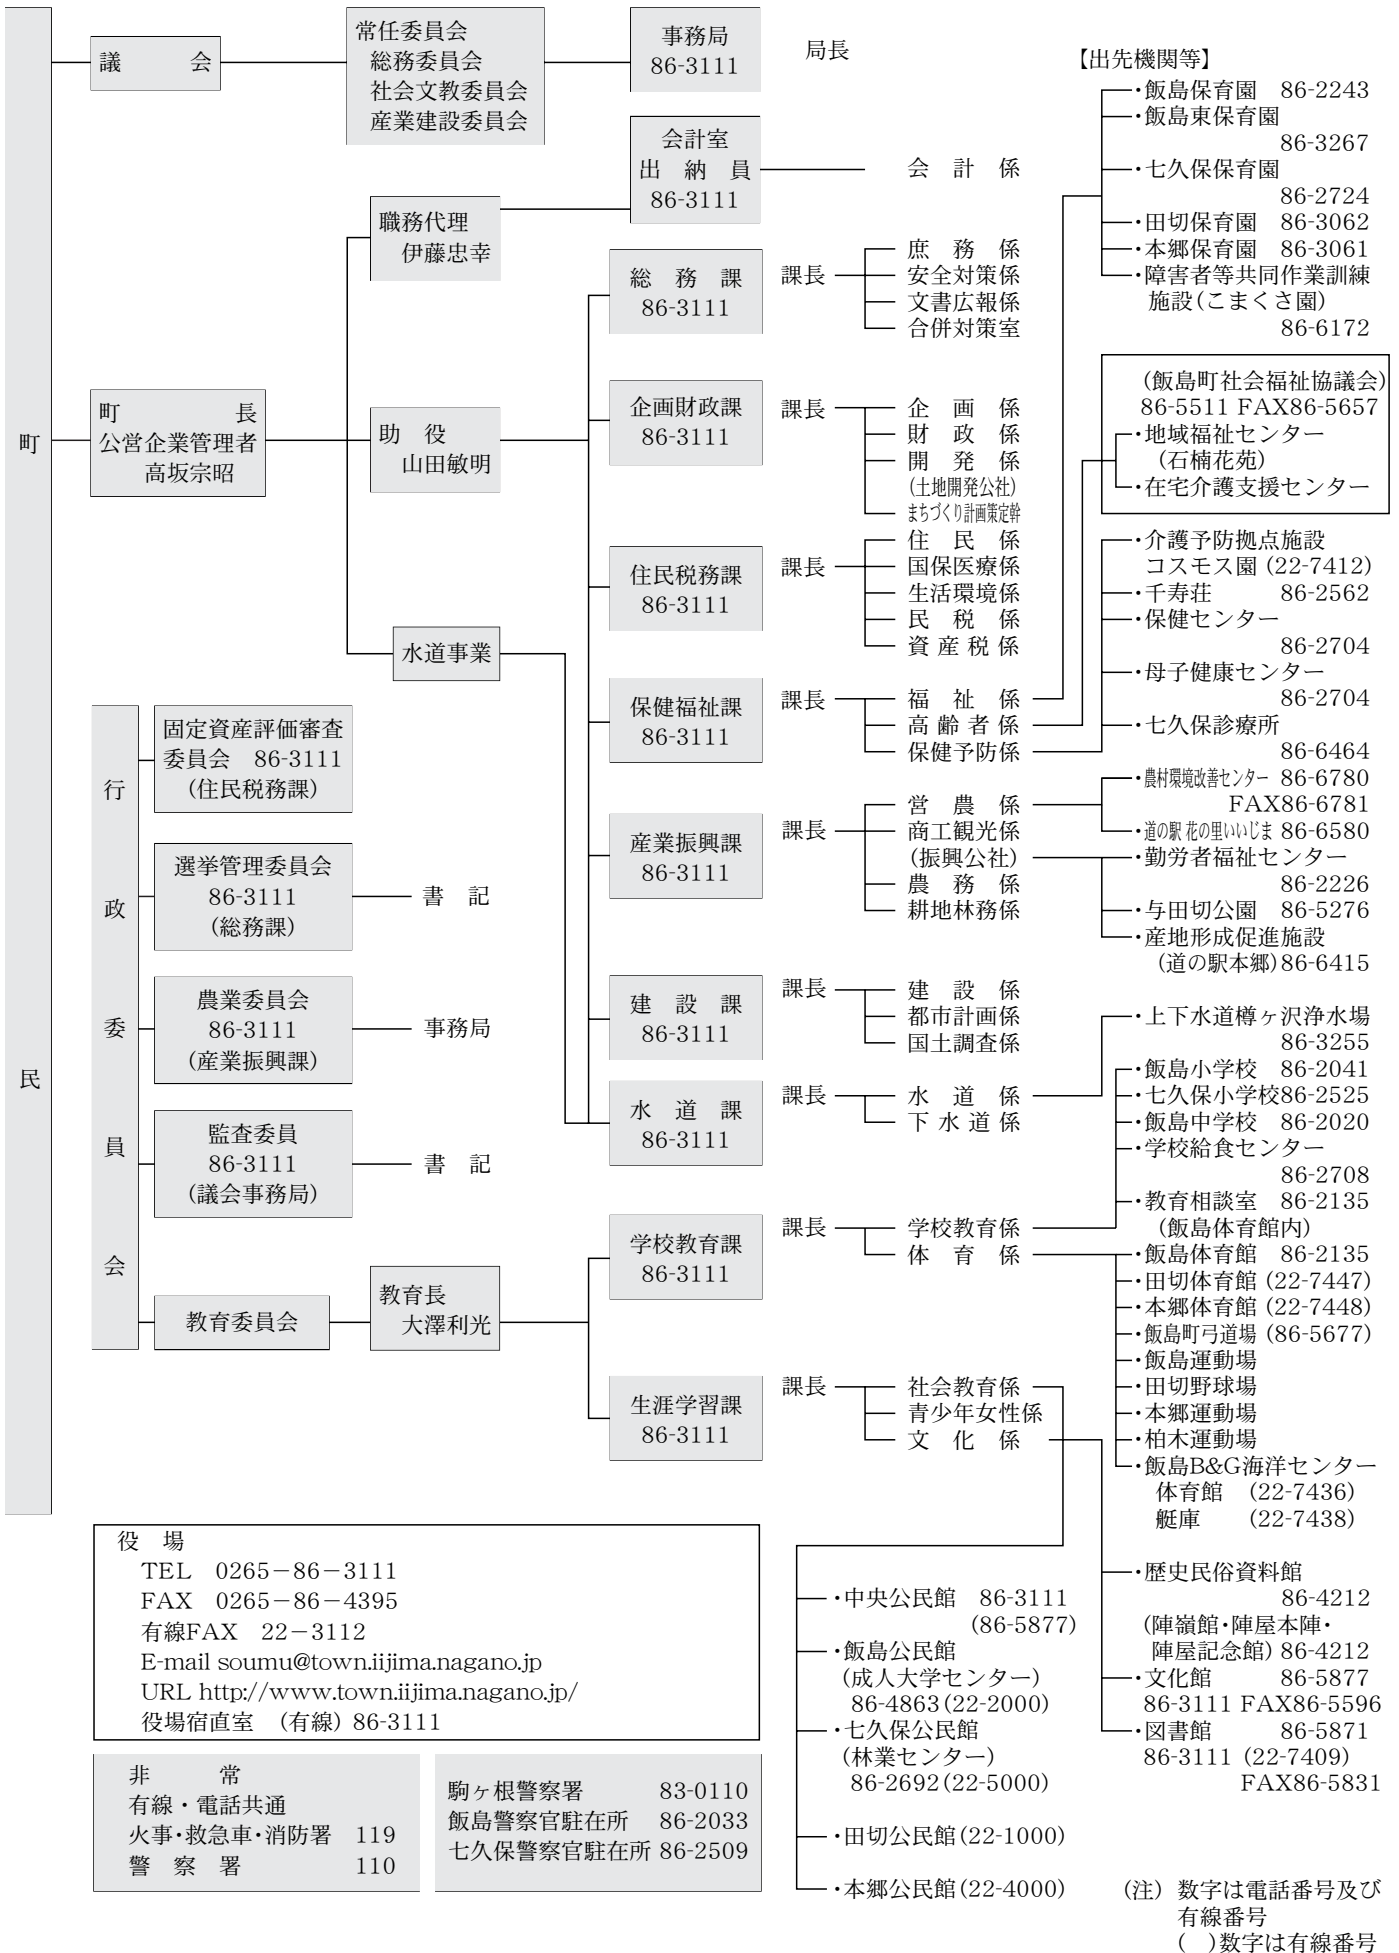 町
民
議　会
常任委員会
総務委員会
社会文教委員会
産業建設委員会
事務局
86-3111
局長
会計室
出　納　員
86-3111
会　計　係
町　長
公営企業管理者
高坂宗昭
職務代理
伊藤忠幸
助　役
山田敏明
水道事業
総　務　課
86-3111
課長
庶　務　係
安全対策係
文書広報係
合併対策室
企画財政課
86-3111
課長
企　画　係
財　政　係
開　発　係
(土地開発公社)
まちづくり計画策定幹
住民税務課
86-3111
課長
住　民　係
国保医療係
生活環境係
民　税　係
資 産 税 係
保健福祉課
86-3111
課長
福　祉　係
高 齢 者 係
保健予防係
産業振興課
86-3111
課長
営　農　係
商工観光係
(振興公社)
農　務　係
耕地林務係
建　設　課
86-3111
課長
建　設　係
都市計画係
国土調査係
水　道　課
86-3111
課長
水　道　係
下 水 道 係
行政委員会
固定資産評価審査
委員会　86-3111
(住民税務課)
選挙管理委員会
86-3111
(総務課)
書　記
農業委員会
86-3111
(産業振興課)
事務局
監査委員
86-3111
(議会事務局)
書　記
教育委員会
教育長
大澤利光
学校教育課
86-3111
課長
学校教育係
体　育　係
生涯学習課
86-3111
課長
社会教育係
青少年女性係
文　化　係
【出先機関等】
・飯島保育園　86-2243
・飯島東保育園
86-3267
・七久保保育園
86-2724
・田切保育園　86-3062
・本郷保育園　86-3061
・障害者等共同作業訓練
施設(こまくさ園)
86-6172
(飯島町社会福祉協議会)
86-5511 FAX86-5657
・地域福祉センター
(石楠花苑)
・在宅介護支援センター
・介護予防拠点施設
コスモス園 (22-7412)
・千寿荘　86-2562
・保健センター
86-2704
・母子健康センター
86-2704
・七久保診療所
86-6464
・農村環境改善センター 86-6780
FAX86-6781
・道の駅 花の里いいじま 86-6580
・勤労者福祉センター
86-2226
・与田切公園　86-5276
・産地形成促進施設
(道の駅本郷)86-6415
・上下水道樽ヶ沢浄水場
86-3255
・飯島小学校　86-2041
・七久保小学校86-2525
・飯島中学校　86-2020
・学校給食センター
86-2708
・教育相談室　86-2135
(飯島体育館内)
・飯島体育館　86-2135
・田切体育館 (22-7447)
・本郷体育館 (22-7448)
・飯島町弓道場 (86-5677)
・飯島運動場
・田切野球場
・本郷運動場
・柏木運動場
・飯島B&G海洋センター
体育館　(22-7436)
艇庫　(22-7438)
・歴史民俗資料館
86-4212
(陣嶺館・陣屋本陣・
陣屋記念館) 86-4212
・文化館　86-5877
86-3111 FAX86-5596
・図書館　86-5871
86-3111 (22-7409)
FAX86-5831
・中央公民館　86-3111
(86-5877)
・飯島公民館
(成人大学センター)
86-4863(22-2000)
・七久保公民館
(林業センター)
86-2692(22-5000)
・田切公民館(22-1000)
・本郷公民館(22-4000)
役　場
TEL　0265－86－3111
FAX　0265－86－4395
有線FAX　22－3112
E-mail soumu@town.iijima.nagano.jp
URL http://www.town.iijima.nagano.jp/
役場宿直室　(有線) 86-3111
非　常
有線・電話共通
火事・救急車・消防署　119
警　察　署　110
駒ヶ根警察署　83-0110
飯島警察官駐在所　86-2033
七久保警察官駐在所 86-2509
(注) 数字は電話番号及び
有線番号
(　)数字は有線番号